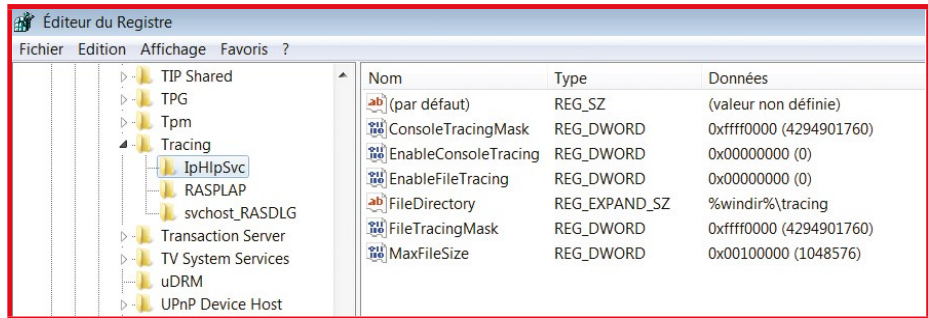 Éditeur du Registre
Fichier Edition Affichage Favoris ?
TIP Shared
TPG
Tpm
Tracing
IpHlpSvc
RASPLAP
svchost_RASDLG
Transaction Server
TV System Services
uDRM
UPnP Device Host
Nom Type Données
(par défaut) REG_SZ (valeur non définie)
ConsoleTracingMask REG_DWORD 0xffff0000 (4294901760)
EnableConsoleTracing REG_DWORD 0x00000000 (0)
EnableFileTracing REG_DWORD 0x00000000 (0)
FileDirectory REG_EXPAND_SZ %windir%\tracing
FileTracingMask REG_DWORD 0xffff0000 (4294901760)
MaxFileSize REG_DWORD 0x00100000 (1048576)